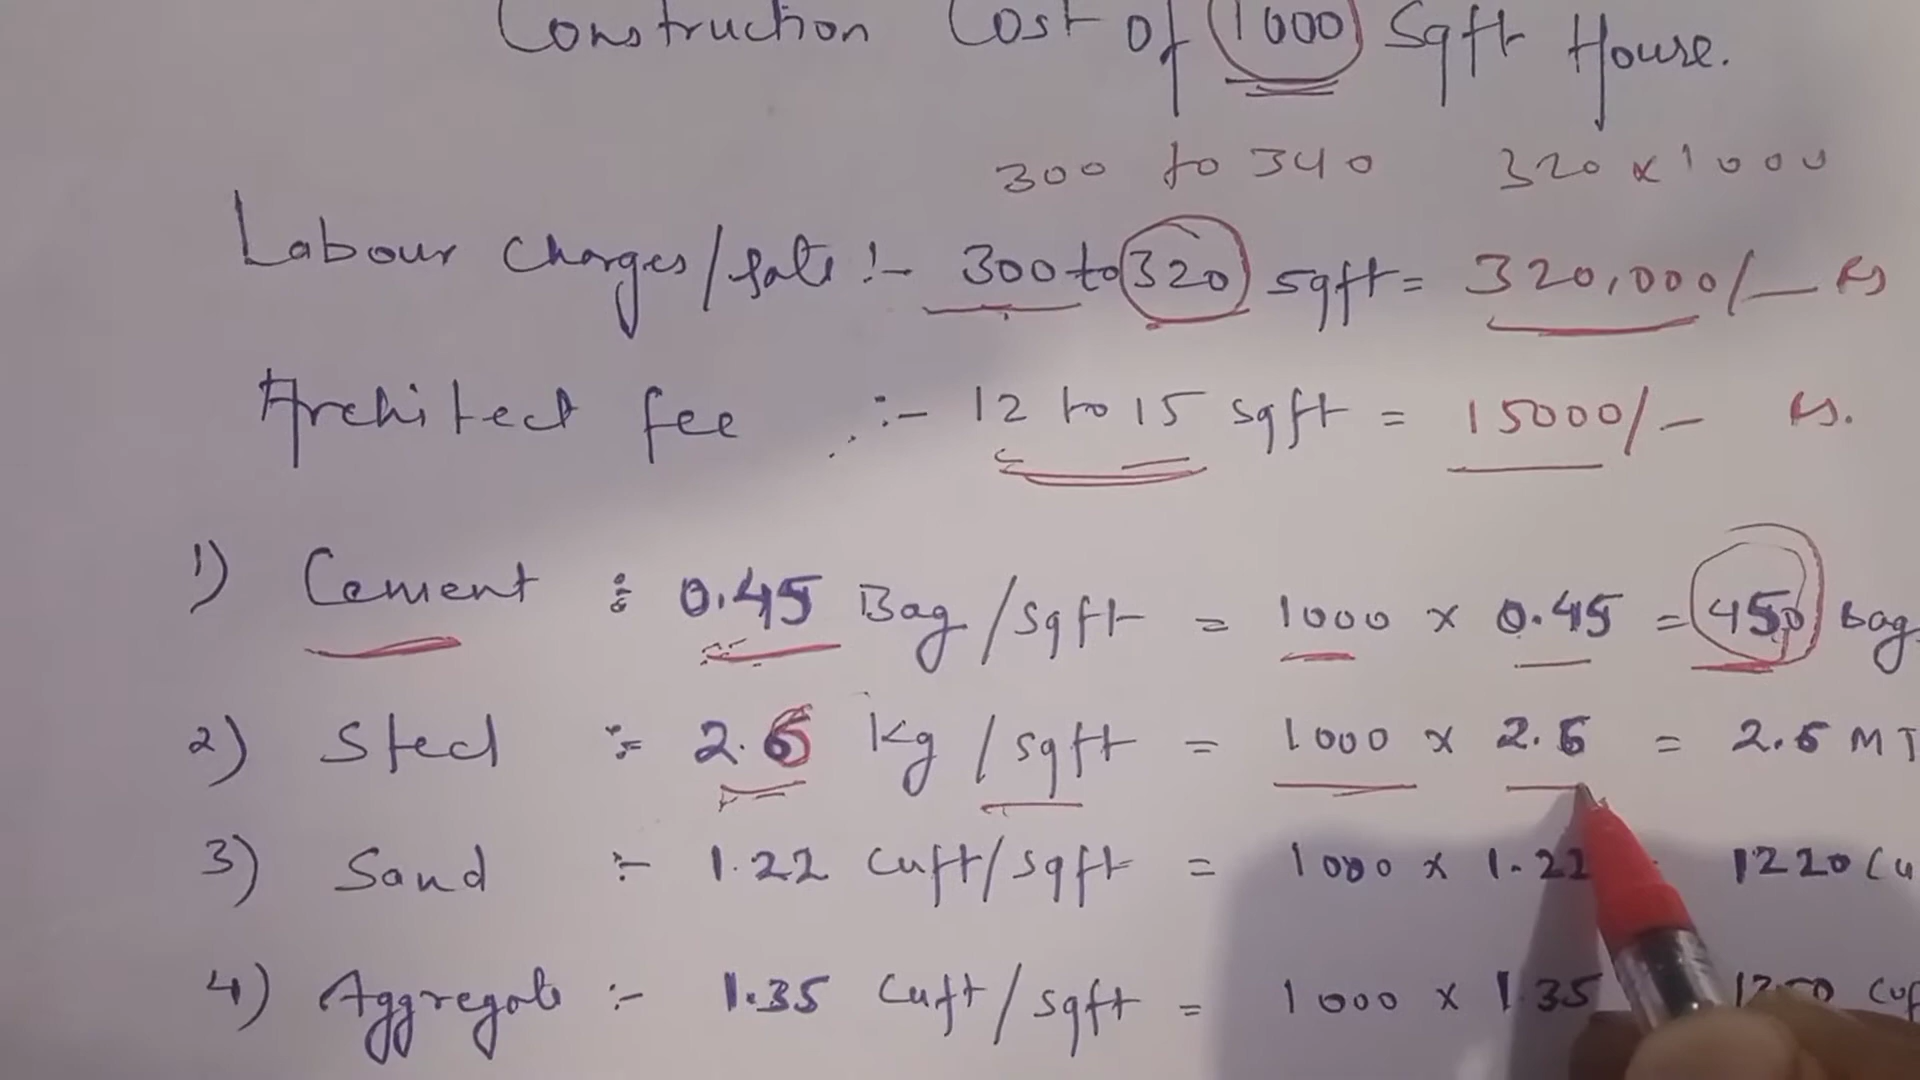 Construction Cost of 1000 Sqft House.
300 to 340 320 x 1000
Labour Charges/Rate :- 300 to 320 sqft = 320,000/- Rs
Architect fee :- 12 to 15 sqft = 15000/- Rs.
1) Cement : 0.45 Bag/sqft = 1000 x 0.45 = 450 Bag
2) Steel :- 2.6 Kg/sqft = 1000 x 2.6 = 2.6 MT
3) Sand :- 1.22 Cuft/sqft = 1000 x 1.22 1220 Cu
4) Aggregate :- 1.35 Cuft/sqft = 1000 x 1.35